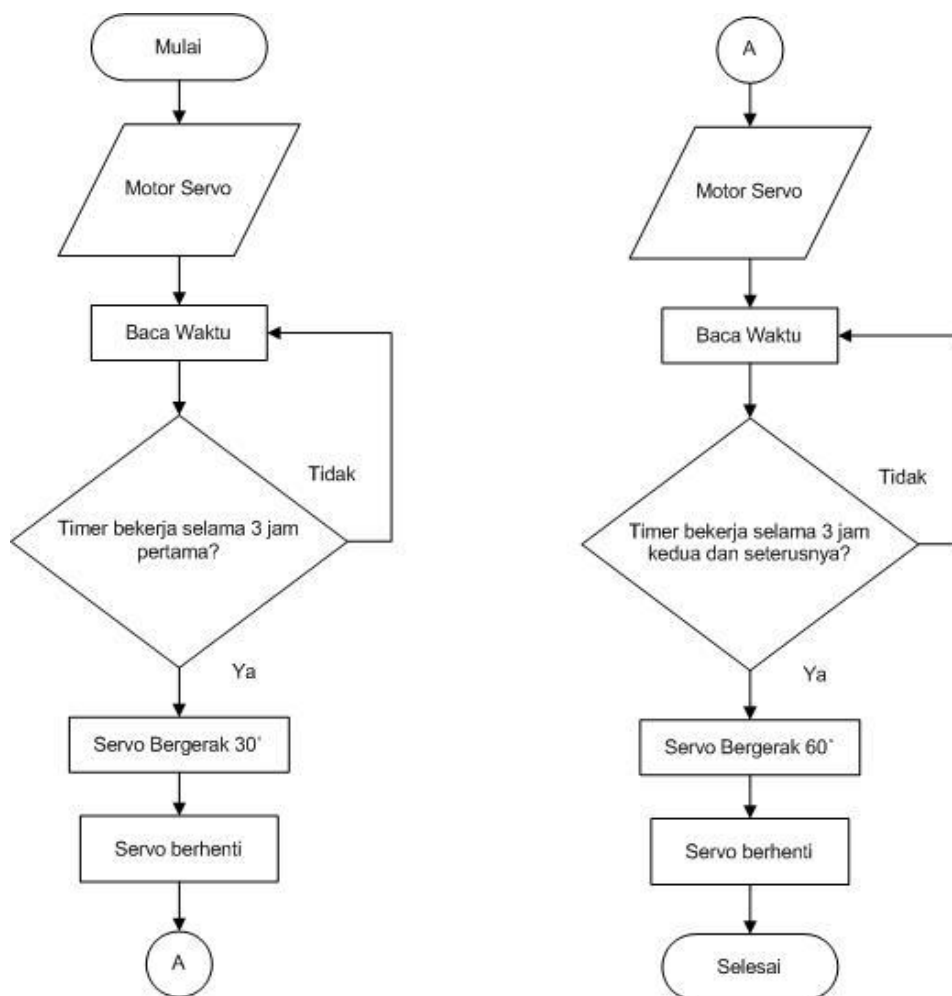 Mulai
Motor Servo
Baca Waktu
Tidak
Timer bekerja selama 3 jam
pertama?
Ya
Servo Bergerak 30°
Servo berhenti
A
A
Motor Servo
Baca Waktu
Tidak
Timer bekerja selama 3 jam
kedua dan seterusnya?
Ya
Servo Bergerak 60°
Servo berhenti
Selesai